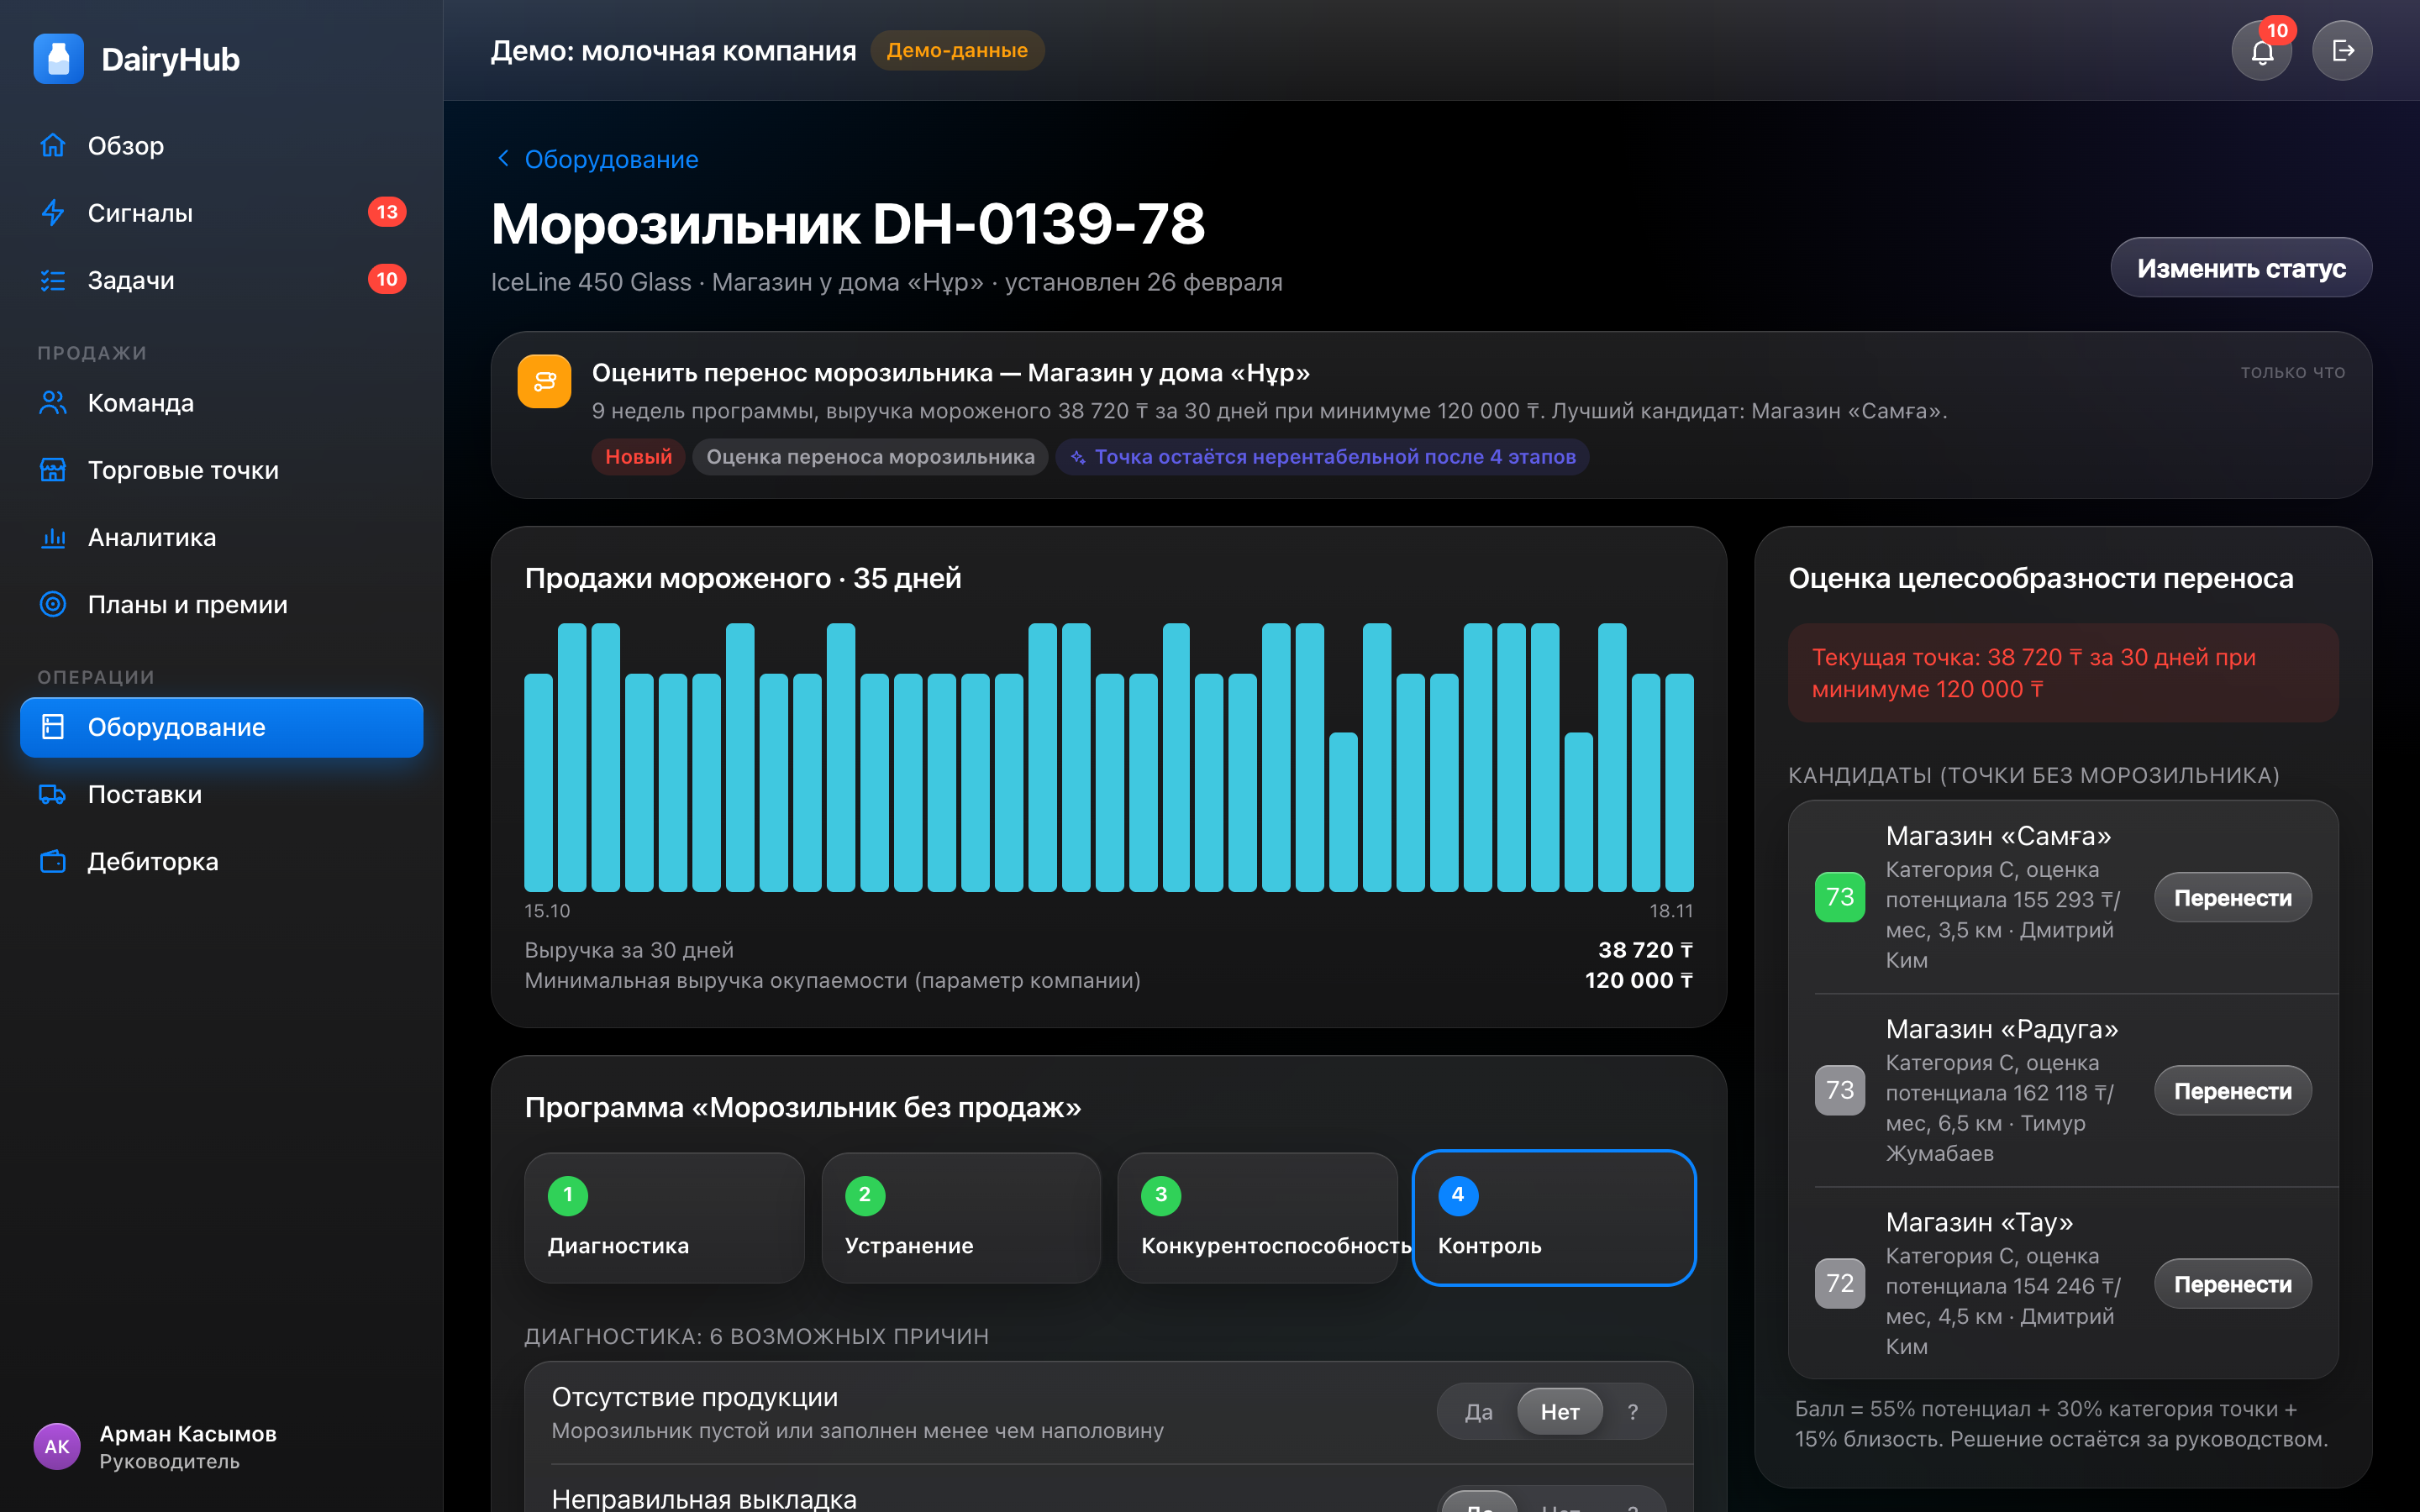 DairyHub
Обзор
Сигналы
13
Задачи
10
ПРОДАЖИ
Команда
Торговые точки
Аналитика
Планы и премии
ОПЕРАЦИИ
Оборудование
Поставки
Дебиторка
АК
Арман Касымов
Руководитель
Демо: молочная компания
Демо-данные
10
Оборудование
Морозильник DH-0139-78
IceLine 450 Glass · Магазин у дома «Нұр» · установлен 26 февраля
Изменить статус
Оценить перенос морозильника — Магазин у дома «Нұр»
только что
9 недель программы, выручка мороженого 38 720 ₸ за 30 дней при минимуме 120 000 ₸. Лучший кандидат: Магазин «Самға».
Новый
Оценка переноса морозильника
Точка остаётся нерентабельной после 4 этапов
Продажи мороженого · 35 дней
15.10
18.11
Выручка за 30 дней
38 720 ₸
Минимальная выручка окупаемости (параметр компании)
120 000 ₸
Программа «Морозильник без продаж»
1
Диагностика
2
Устранение
3
Конкурентоспособность
4
Контроль
ДИАГНОСТИКА: 6 ВОЗМОЖНЫХ ПРИЧИН
Отсутствие продукции
Морозильник пустой или заполнен менее чем наполовину
Да
Нет
?
Неправильная выкладка
Да
Нет
?
Оценка целесообразности переноса
Текущая точка: 38 720 ₸ за 30 дней при
минимуме 120 000 ₸
КАНДИДАТЫ (ТОЧКИ БЕЗ МОРОЗИЛЬНИКА)
73
Магазин «Самға»
Категория C, оценка
потенциала 155 293 ₸/
мес, 3,5 км · Дмитрий
Ким
Перенести
73
Магазин «Радуга»
Категория C, оценка
потенциала 162 118 ₸/
мес, 6,5 км · Тимур
Жумабаев
Перенести
72
Магазин «Тау»
Категория C, оценка
потенциала 154 246 ₸/
мес, 4,5 км · Дмитрий
Ким
Перенести
Балл = 55% потенциал + 30% категория точки +
15% близость. Решение остаётся за руководством.